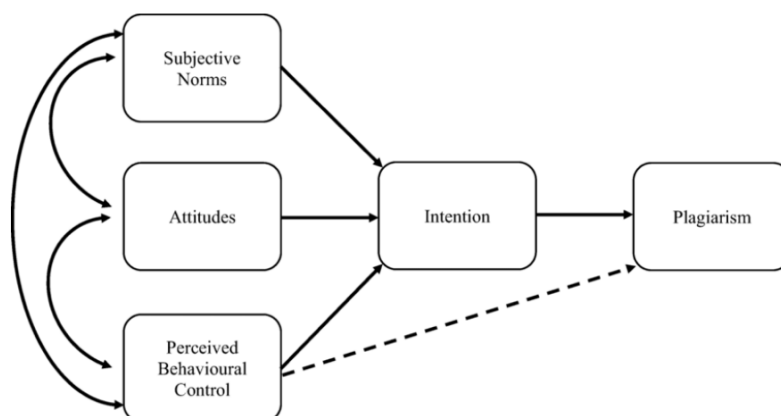 Subjective
Norms
Attitudes
Intention
Plagiarism
Perceived
Behavioural
Control